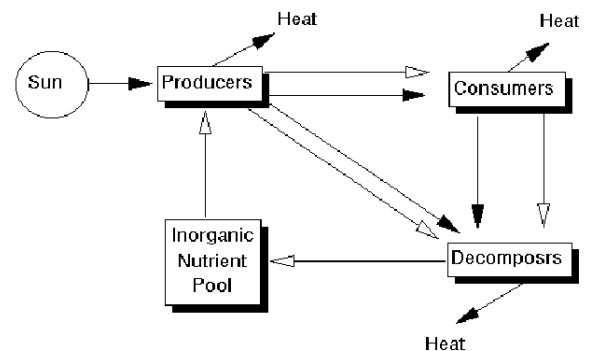 Heat
Heat
Sun
Producers
Consumers
Inorganic
Nutrient
Pool
Decomposrs
Heat